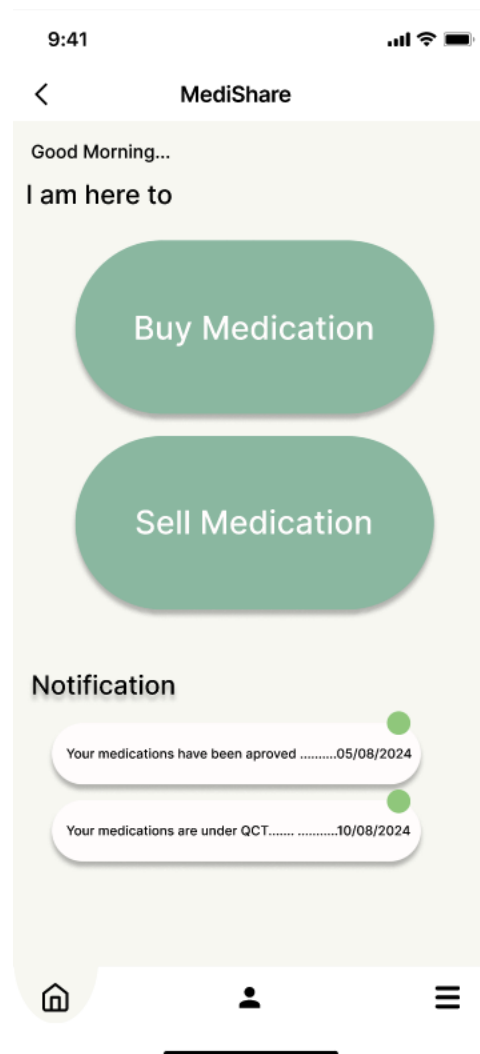 9:41
MediShare
Good Morning...
I am here to
Buy Medication
Sell Medication
Notification
Your medications have been aproved ..........05/08/2024
Your medications are under QCT....... ...........10/08/2024